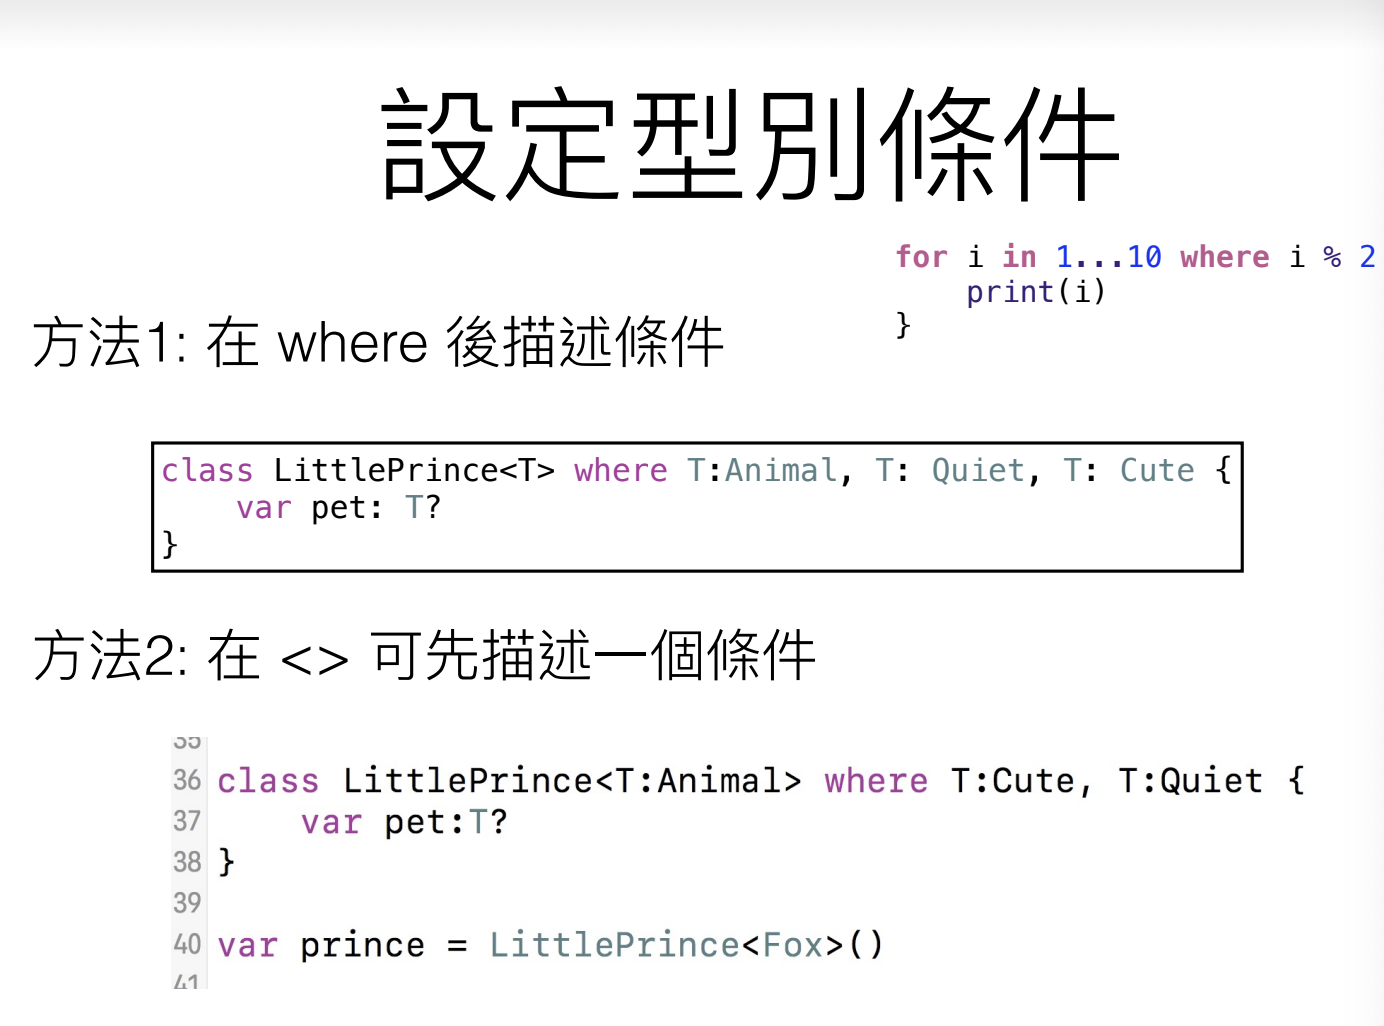 設定型別條件
for i in 1...10 where i % 2
print(i)
}
方法1: 在 where 後描述條件
class LittlePrince<T> where T:Animal, T: Quiet, T: Cute {
var pet: T?
}
方法2: 在 <> 可先描述一個條件
35
36 class LittlePrince<T:Animal> where T:Cute, T:Quiet {
37 var pet:T?
38 }
39
40 var prince = LittlePrince<Fox>()
41